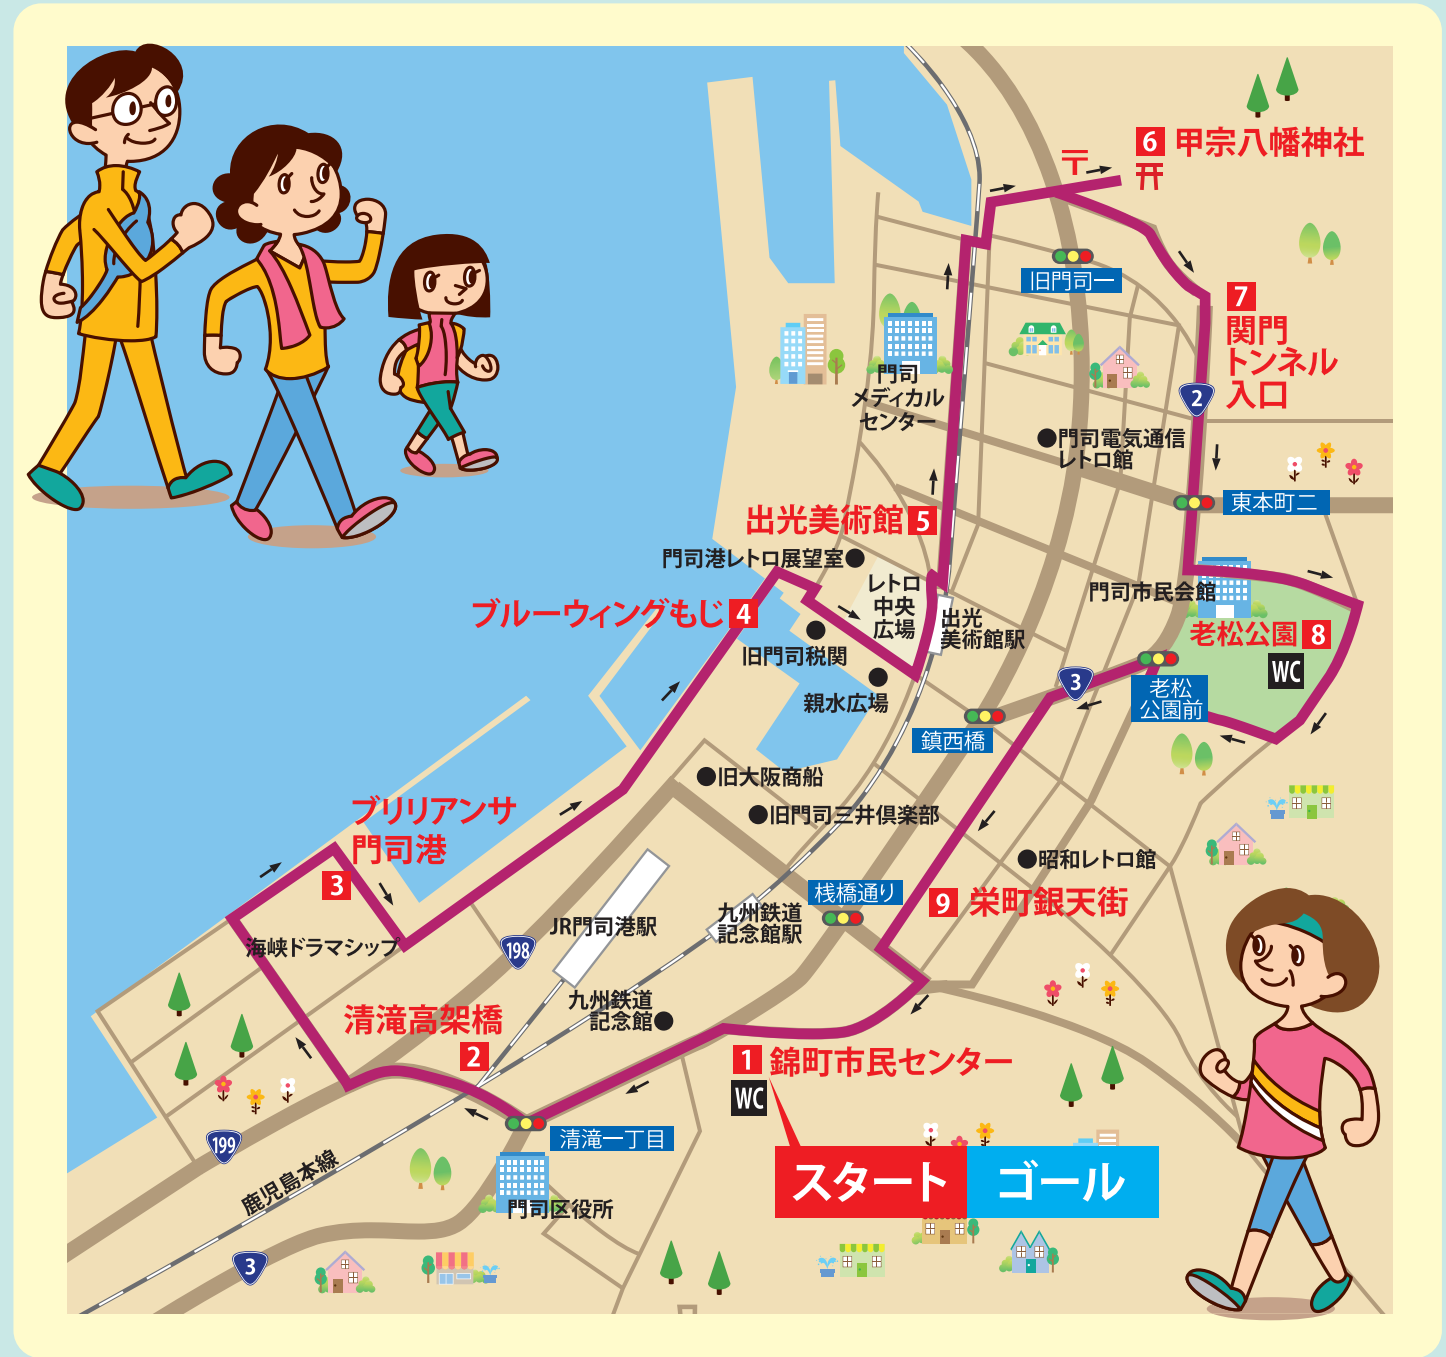 6 甲宗八幡神社
〒
旧門司一
7
関門
トンネル
入口
2
門司
メディカル
センター
門司電気通信
レトロ館
東本町二
出光美術館 5
門司港レトロ展望室
レトロ
中央
広場
門司市民会館
ブルーウィングもじ 4
出光
美術館駅
老松公園 8
WC
旧門司税関
親水広場
3
老松
公園前
鎮西橋
旧大阪商船
旧門司三井倶楽部
ブリリアンサ
門司港
3
昭和レトロ館
桟橋通り
9 栄町銀天街
JR門司港駅
九州鉄道
記念館駅
海峡ドラマシップ
198
九州鉄道
記念館
清滝高架橋
2
1 錦町市民センター
WC
清滝一丁目
199
鹿児島本線
スタート
ゴール
門司区役所
3